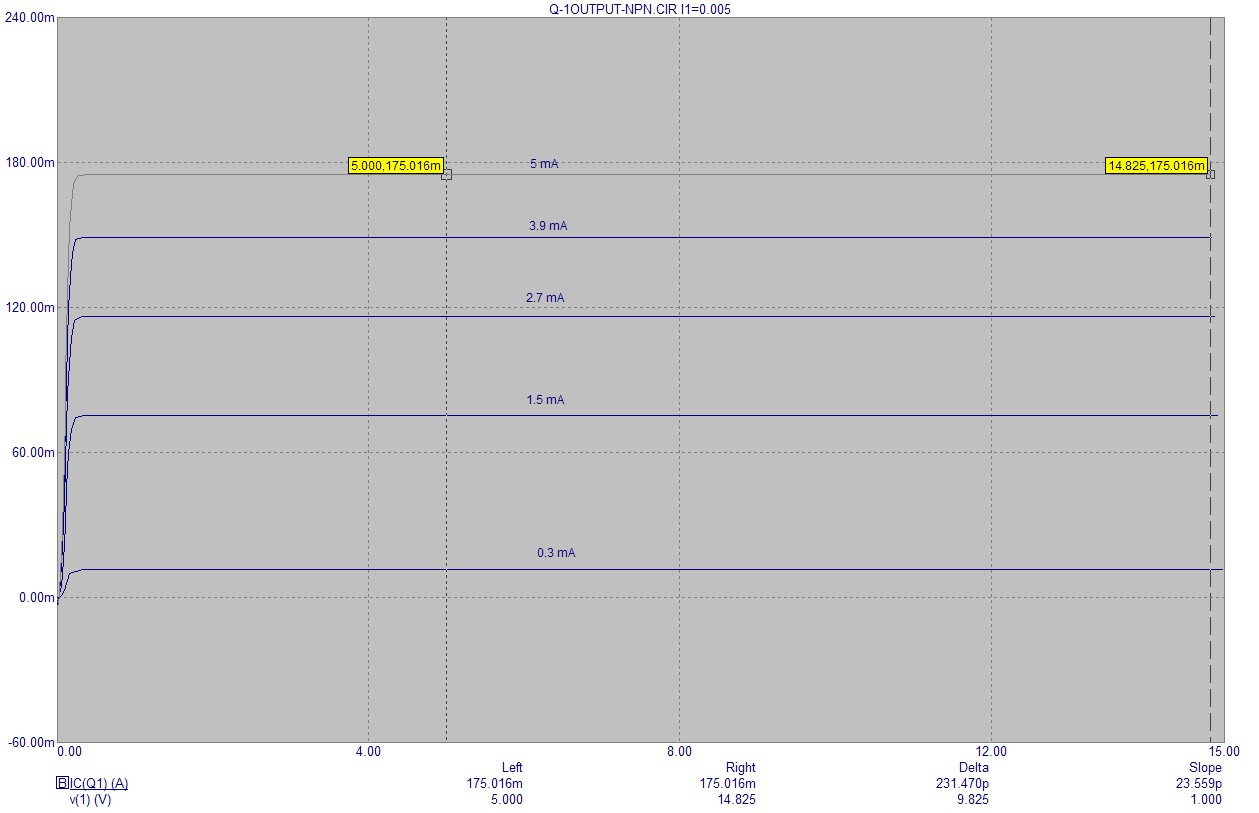 Q-1OUTPUT-NPN.CIR I1=0.005
240.00m
180.00m
5.000,175.016m
5 mA
14.825,175.016m
3.9 mA
2.7 mA
120.00m
1.5 mA
60.00m
0.3 mA
0.00m
-60.00m
0.00 4.00 8.00 12.00 15.00
Left Right Delta Slope
B IC(Q1) (A) 175.016m 175.016m 231.470p 23.559p
v(1) (V) 5.000 14.825 9.825 1.000